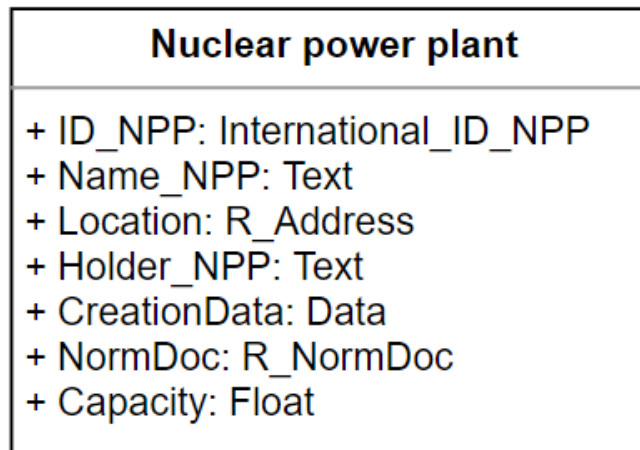 Nuclear power plant
+ ID_NPP: International_ID_NPP
+ Name_NPP: Text
+ Location: R_Address
+ Holder_NPP: Text
+ CreationData: Data
+ NormDoc: R_NormDoc
+ Capacity: Float